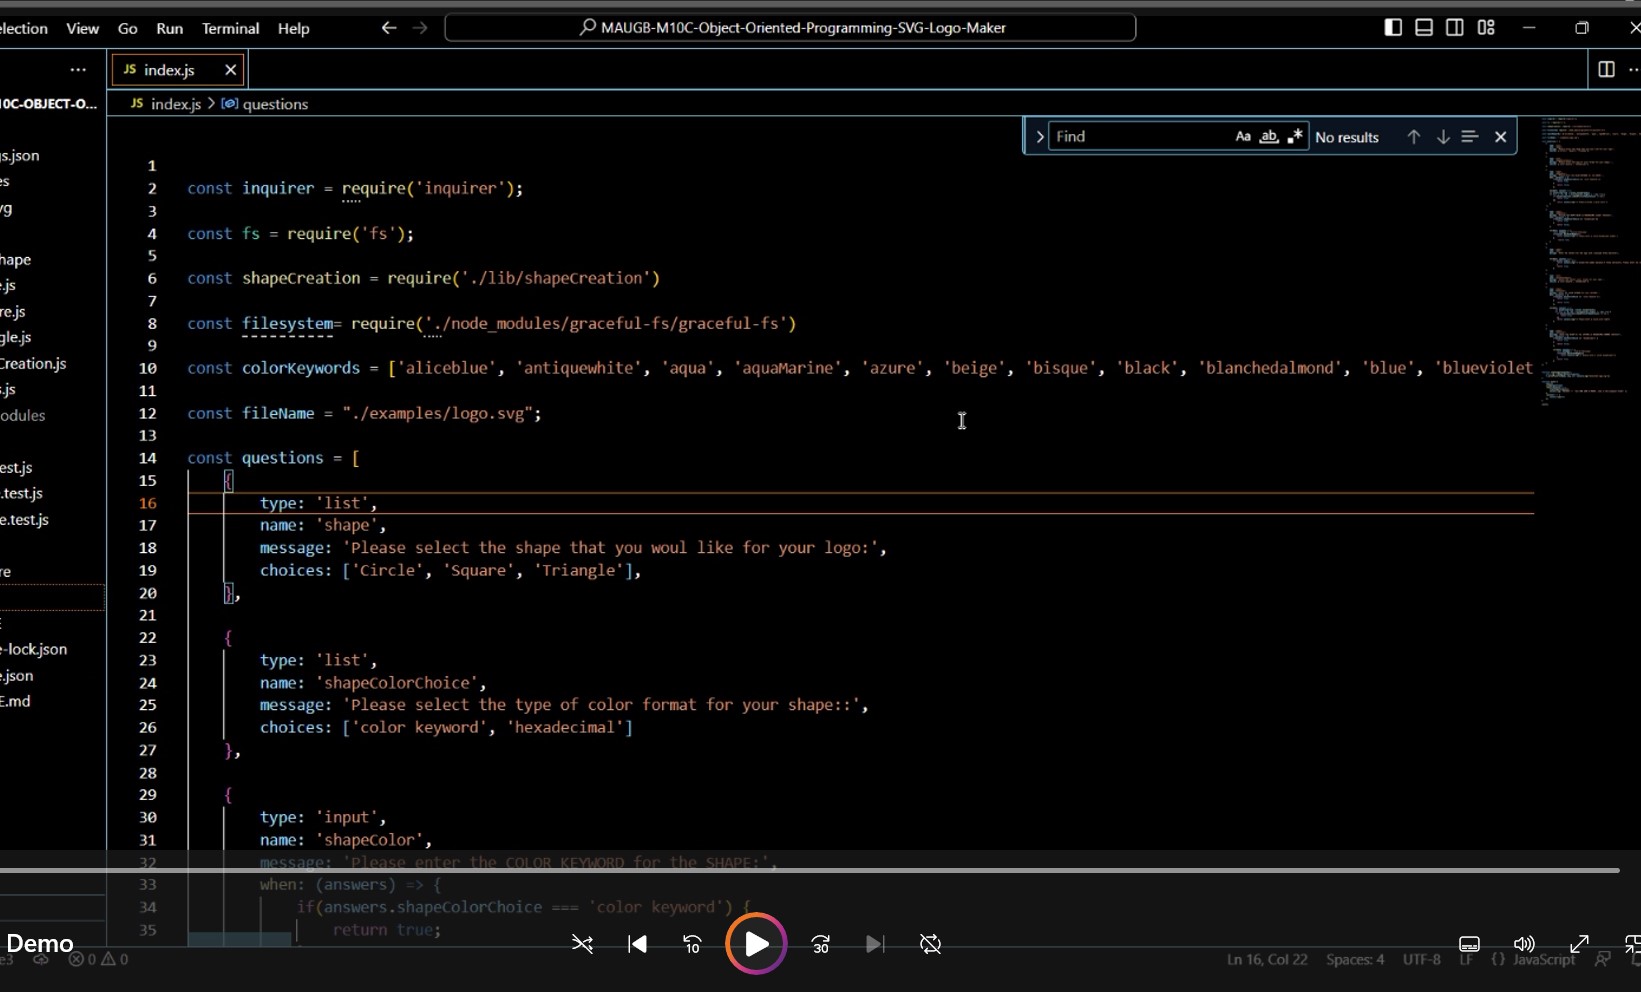 election View Go Run Terminal Help MAUGB-M10C-Object-Oriented-Programming-SVG-Logo-Maker
JS index.js
10C-OBJECT-O...
JS index.js > questions
Find Aa ab No results
gs.json
es
vg
hape
e.js
re.js
gle.js
Creation.js
s.js
odules
est.js
.test.js
e.test.js
re
E
e-lock.json
e.json
E.md
1
2 const inquirer = require('inquirer');
3
4 const fs = require('fs');
5
6 const shapeCreation = require('./lib/shapeCreation')
7
8 const filesystem= require('./node_modules/graceful-fs/graceful-fs')
9
10 const colorKeywords = ['aliceblue', 'antiquewhite', 'aqua', 'aquaMarine', 'azure', 'beige', 'bisque', 'black', 'blanchedalmond', 'blue', 'blueviolet
11
12 const fileName = "./examples/logo.svg";
13
14 const questions = [
15 {
16 type: 'list',
17 name: 'shape',
18 message: 'Please select the shape that you woul like for your logo:',
19 choices: ['Circle', 'Square', 'Triangle'],
20 },
21
22 {
23 type: 'list',
24 name: 'shapeColorChoice',
25 message: 'Please select the type of color format for your shape::',
26 choices: ['color keyword', 'hexadecimal']
27 },
28
29 {
30 type: 'input',
31 name: 'shapeColor',
32 message: 'Please enter the COLOR KEYWORD for the SHAPE:',
33 when: (answers) => {
34 if(answers.shapeColorChoice === 'color keyword') {
35 return true;
Demo 10 30
e3 0 0 Ln 16, Col 22 Spaces: 4 UTF-8 LF {} JavaScript